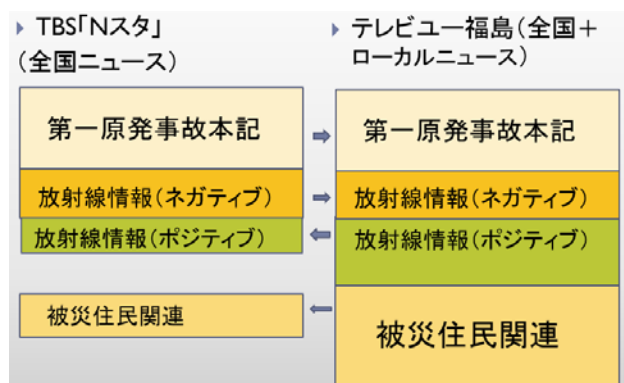 TBS「Nスタ」
(全国ニュース)
第一原発事故本記
放射線情報(ネガティブ)
放射線情報(ポジティブ)
被災住民関連
テレビユー福島(全国+
ローカルニュース)
第一原発事故本記
放射線情報(ネガティブ)
放射線情報(ポジティブ)
被災住民関連